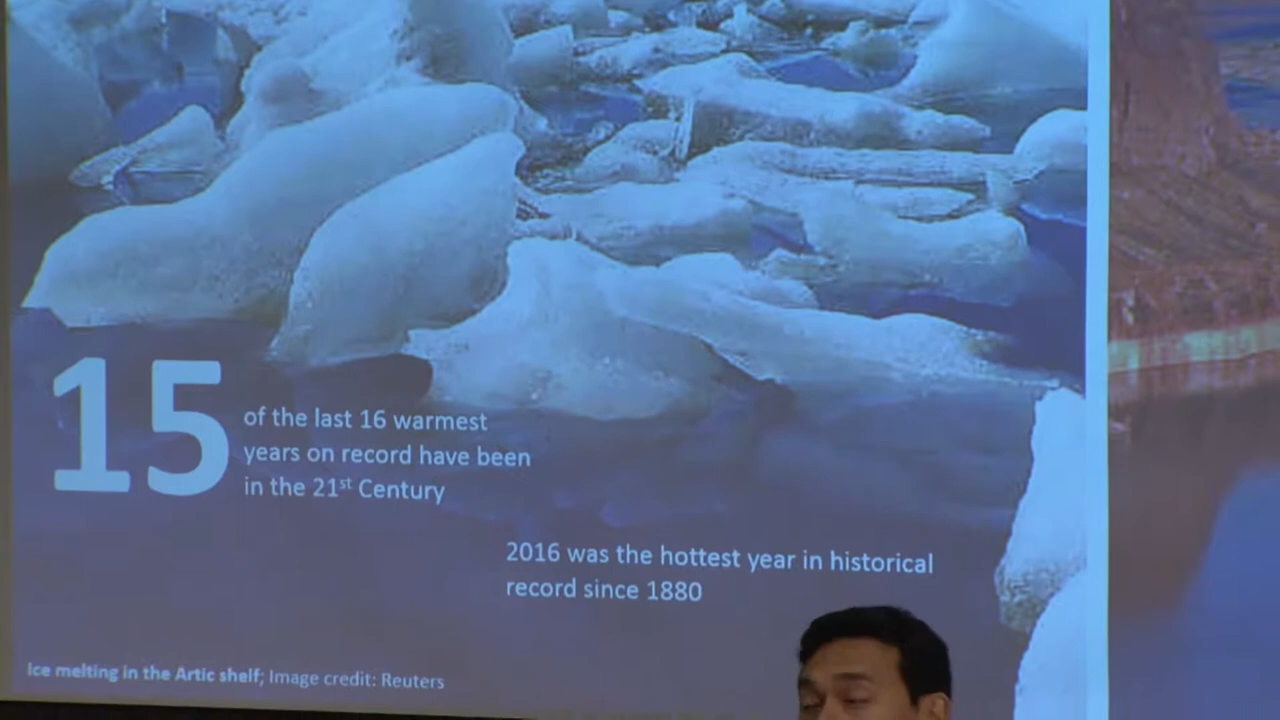 15
of the last 16 warmest
years on record have been
in the 21st Century
2016 was the hottest year in historical
record since 1880
Ice melting in the Artic shelf; Image credit: Reuters